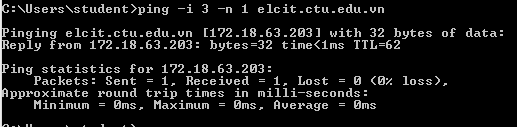 C:\Users\student>ping -i 3 -n 1 elcit.ctu.edu.vn
Pinging elcit.ctu.edu.vn [172.18.63.203] with 32 bytes of data:
Reply from 172.18.63.203: bytes=32 time<1ms TTL=62
Ping statistics for 172.18.63.203:
Packets: Sent = 1, Received = 1, Lost = 0 (0% loss),
Approximate round trip times in milli-seconds:
Minimum = 0ms, Maximum = 0ms, Average = 0ms